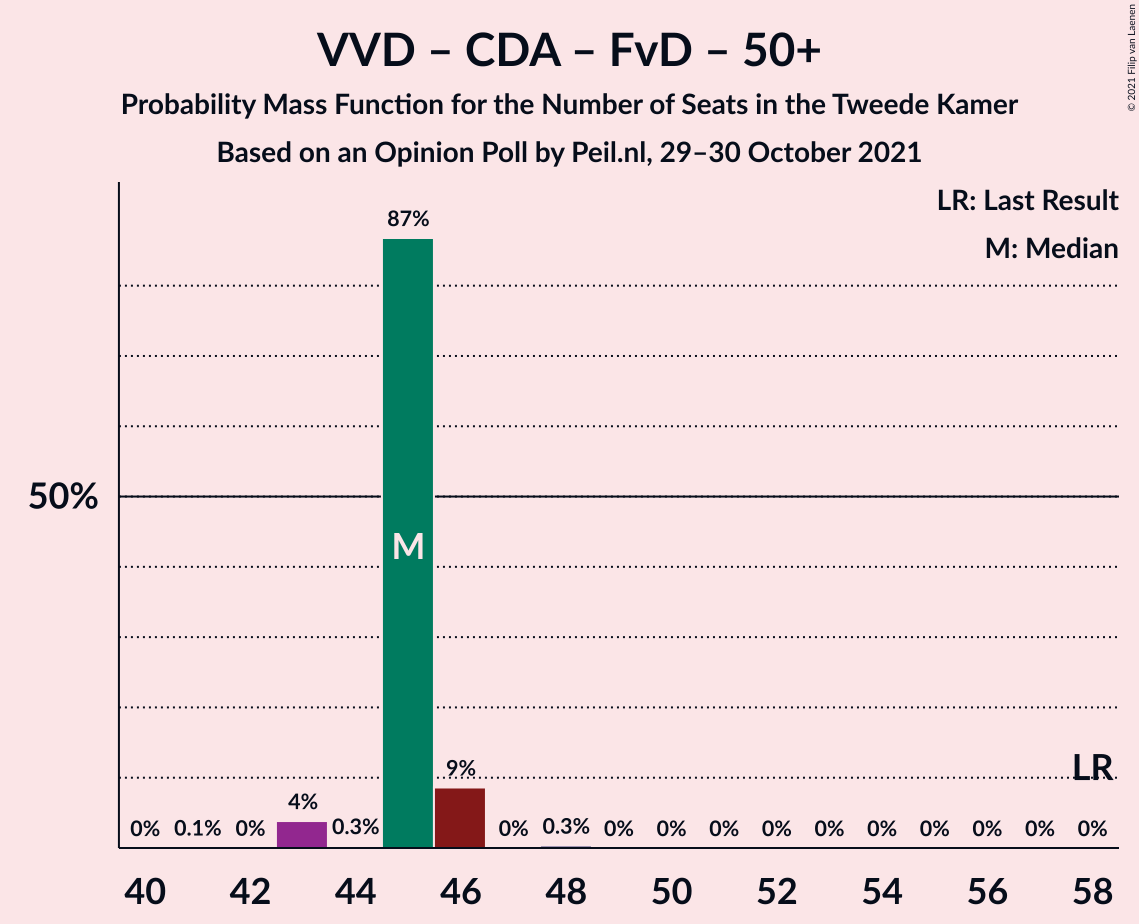 VVD – CDA – FvD – 50+
Probability Mass Function for the Number of Seats in the Tweede Kamer
Based on an Opinion Poll by Peil.nl, 29–30 October 2021
© 2021 Filip van Laenen
LR: Last Result
M: Median
87%
50%
M
LR
9%
4%
0% 0.1% 0% 0.3% 0% 0.3% 0% 0% 0% 0% 0% 0% 0% 0% 0% 0%
40 42 44 46 48 50 52 54 56 58